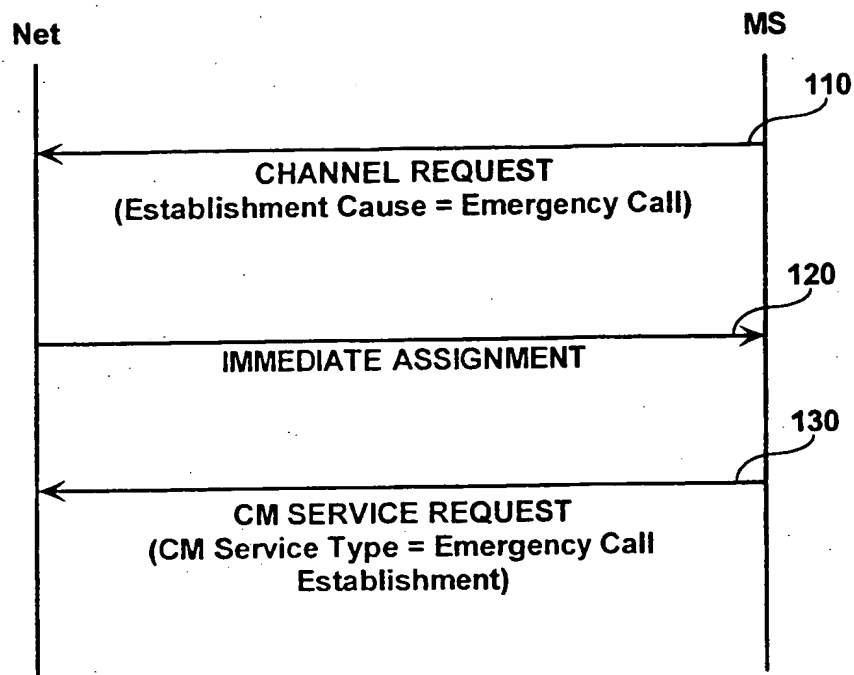 Net
MS
110
CHANNEL REQUEST
(Establishment Cause = Emergency Call)
120
IMMEDIATE ASSIGNMENT
130
CM SERVICE REQUEST
(CM Service Type = Emergency Call
Establishment)